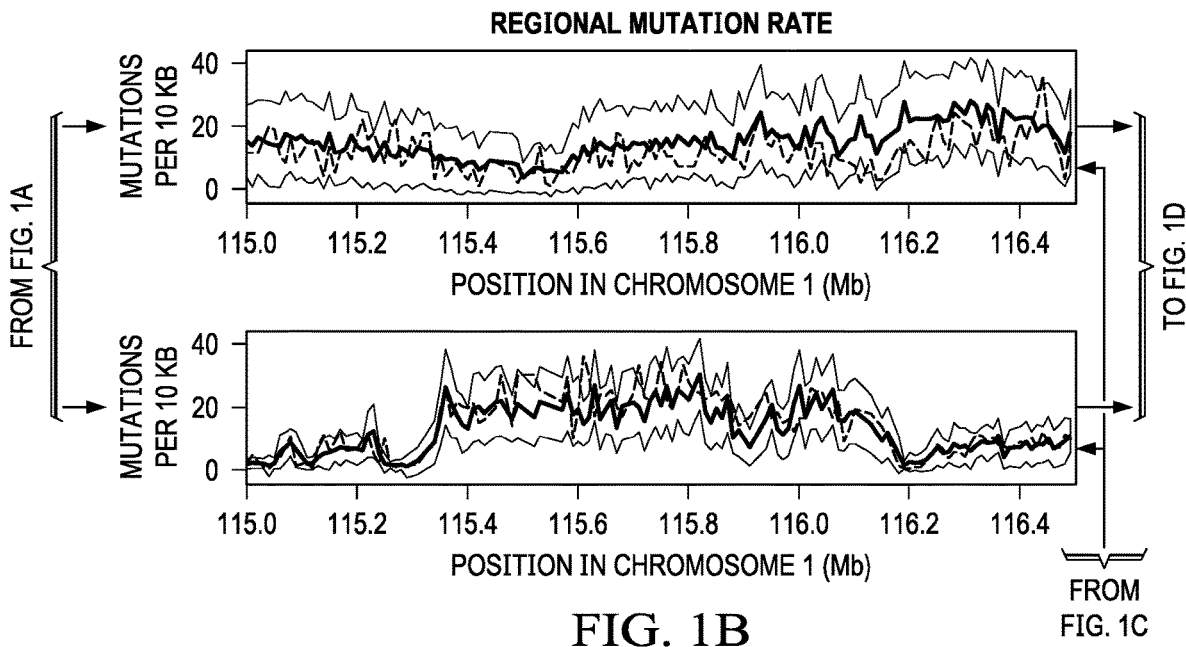 REGIONAL MUTATION RATE
FROM FIG. 1A
MUTATIONS
PER 10 KB
40
20
0
115.0 115.2 115.4 115.6 115.8 116.0 116.2 116.4
POSITION IN CHROMOSOME 1 (Mb)
TO FIG. 1D
MUTATIONS
PER 10 KB
40
20
0
115.0 115.2 115.4 115.6 115.8 116.0 116.2 116.4
POSITION IN CHROMOSOME 1 (Mb)
FROM
FIG. 1C
FIG. 1B